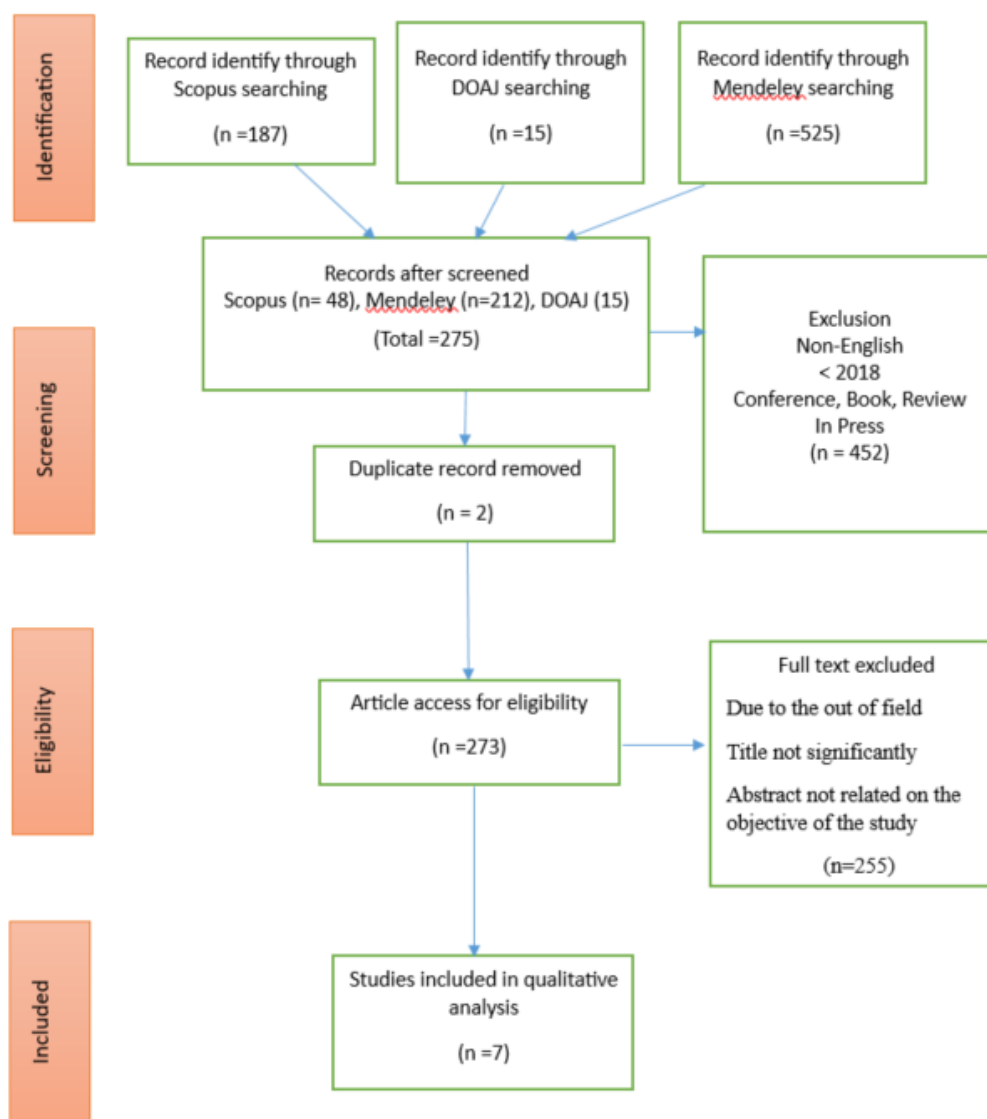 Identification
Record identify through
Scopus searching
(n =187)
Record identify through
DOAJ searching
(n =15)
Record identify through
Mendeley searching
(n =525)
Screening
Records after screened
Scopus (n= 48), Mendeley (n=212), DOAJ (15)
(Total =275)
Exclusion
Non-English
< 2018
Conference, Book, Review
In Press
(n = 452)
Duplicate record removed
(n = 2)
Eligibility
Article access for eligibility
(n =273)
Full text excluded
Due to the out of field
Title not significantly
Abstract not related on the
objective of the study
(n=255)
Included
Studies included in qualitative
analysis
(n =7)